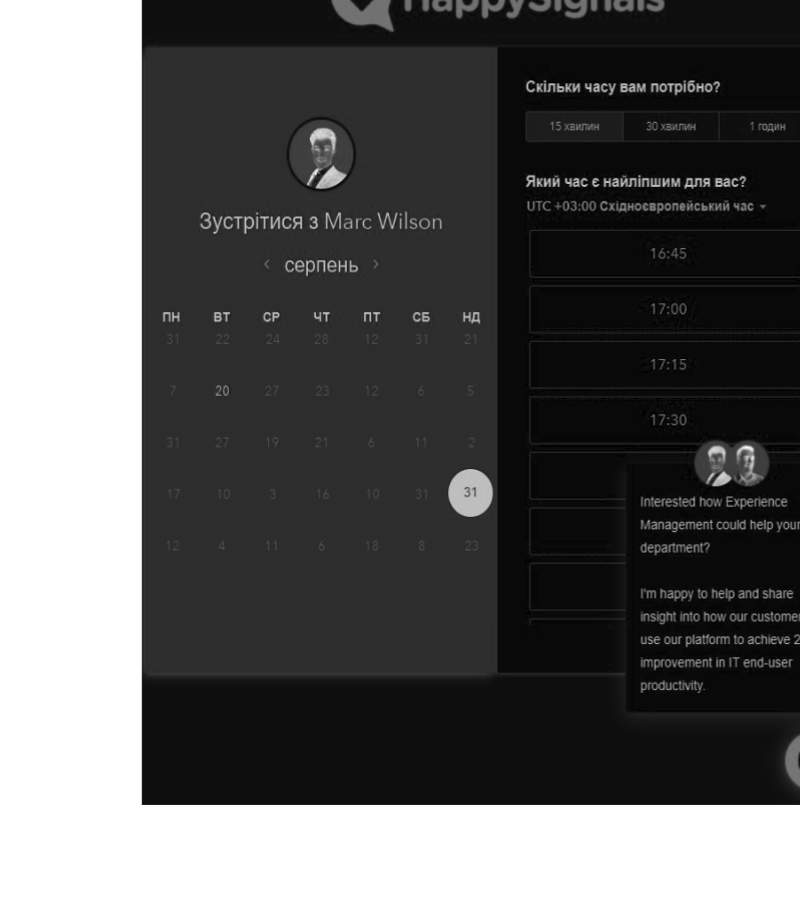 HappySignals
Зустрітися з Marc Wilson
серпень
ПН ВТ СР ЧТ ПТ СБ НД
31 22 24 28 12 31 21
7 20 27 23 12 6 5
31 27 19 21 6 11 2
17 10 3 16 10 31 31
12 4 11 6 18 8 23
Скільки часу вам потрібно?
15 хвилин 30 хвилин 1 годин
Який час є найліпшим для вас?
UTC +03:00 Східноєвропейський час
16:45
17:00
17:15
17:30
Interested how Experience
Management could help your
department?
I'm happy to help and share
insight into how our customer
use our platform to achieve 2
improvement in IT end-user
productivity.